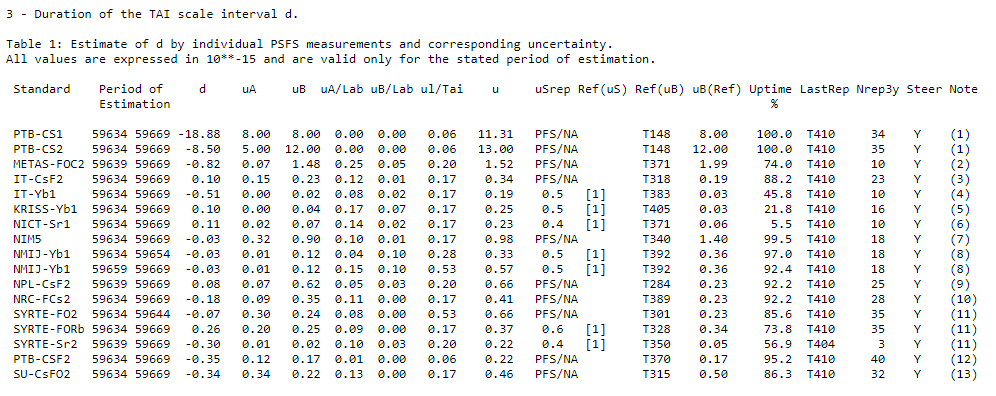 3 - Duration of the TAI scale interval d.
Table 1: Estimate of d by individual PSFS measurements and corresponding uncertainty.
All values are expressed in 10**-15 and are valid only for the stated period of estimation.
Standard Period of d uA uB uA/Lab uB/Lab ul/Tai u uSrep Ref(uS) Ref(uB) uB(Ref) Uptime LastRep Nrep3y Steer Note
Estimation %
PTB-CS1 59634 59669 -18.88 8.00 8.00 0.00 0.00 0.06 11.31 PFS/NA T148 8.00 100.0 T410 34 Y (1)
PTB-CS2 59634 59669 -8.50 5.00 12.00 0.00 0.00 0.06 13.00 PFS/NA T148 12.00 100.0 T410 35 Y (1)
METAS-FOC2 59639 59669 -0.82 0.07 1.48 0.25 0.05 0.20 1.52 PFS/NA T371 1.99 74.0 T410 10 Y (2)
IT-CsF2 59634 59669 0.10 0.15 0.23 0.12 0.01 0.17 0.34 PFS/NA T318 0.19 88.2 T410 23 Y (3)
IT-Yb1 59634 59669 -0.51 0.00 0.02 0.08 0.02 0.17 0.19 0.5 [1] T383 0.03 45.8 T410 10 Y (4)
KRISS-Yb1 59634 59669 0.10 0.00 0.04 0.17 0.07 0.17 0.25 0.5 [1] T405 0.03 21.8 T410 16 Y (5)
NICT-Sr1 59634 59669 0.11 0.02 0.07 0.14 0.02 0.17 0.23 0.4 [1] T371 0.06 5.5 T410 10 Y (6)
NIM5 59634 59669 -0.03 0.32 0.90 0.10 0.01 0.17 0.98 PFS/NA T340 1.40 99.5 T410 18 Y (7)
NMIJ-Yb1 59634 59654 -0.03 0.01 0.12 0.04 0.10 0.28 0.33 0.5 [1] T392 0.36 97.0 T410 18 Y (8)
NMIJ-Yb1 59659 59669 -0.03 0.01 0.12 0.15 0.10 0.53 0.57 0.5 [1] T392 0.36 92.4 T410 18 Y (8)
NPL-CsF2 59639 59669 0.08 0.07 0.62 0.05 0.03 0.20 0.66 PFS/NA T284 0.23 92.2 T410 25 Y (9)
NRC-FCs2 59634 59669 -0.18 0.09 0.35 0.11 0.00 0.17 0.41 PFS/NA T389 0.23 92.2 T410 28 Y (10)
SYRTE-FO2 59634 59644 -0.07 0.30 0.24 0.08 0.00 0.53 0.66 PFS/NA T301 0.23 85.6 T410 35 Y (11)
SYRTE-FORb 59634 59669 0.26 0.20 0.25 0.09 0.00 0.17 0.37 0.6 [1] T328 0.34 73.8 T410 35 Y (11)
SYRTE-Sr2 59639 59669 -0.30 0.01 0.02 0.10 0.03 0.20 0.22 0.4 [1] T350 0.05 56.9 T404 3 Y (11)
PTB-CSF2 59634 59669 -0.35 0.12 0.17 0.01 0.00 0.06 0.22 PFS/NA T370 0.17 95.2 T410 40 Y (12)
SU-CsFO2 59634 59669 -0.34 0.34 0.22 0.13 0.00 0.17 0.46 PFS/NA T315 0.50 86.3 T410 32 Y (13)